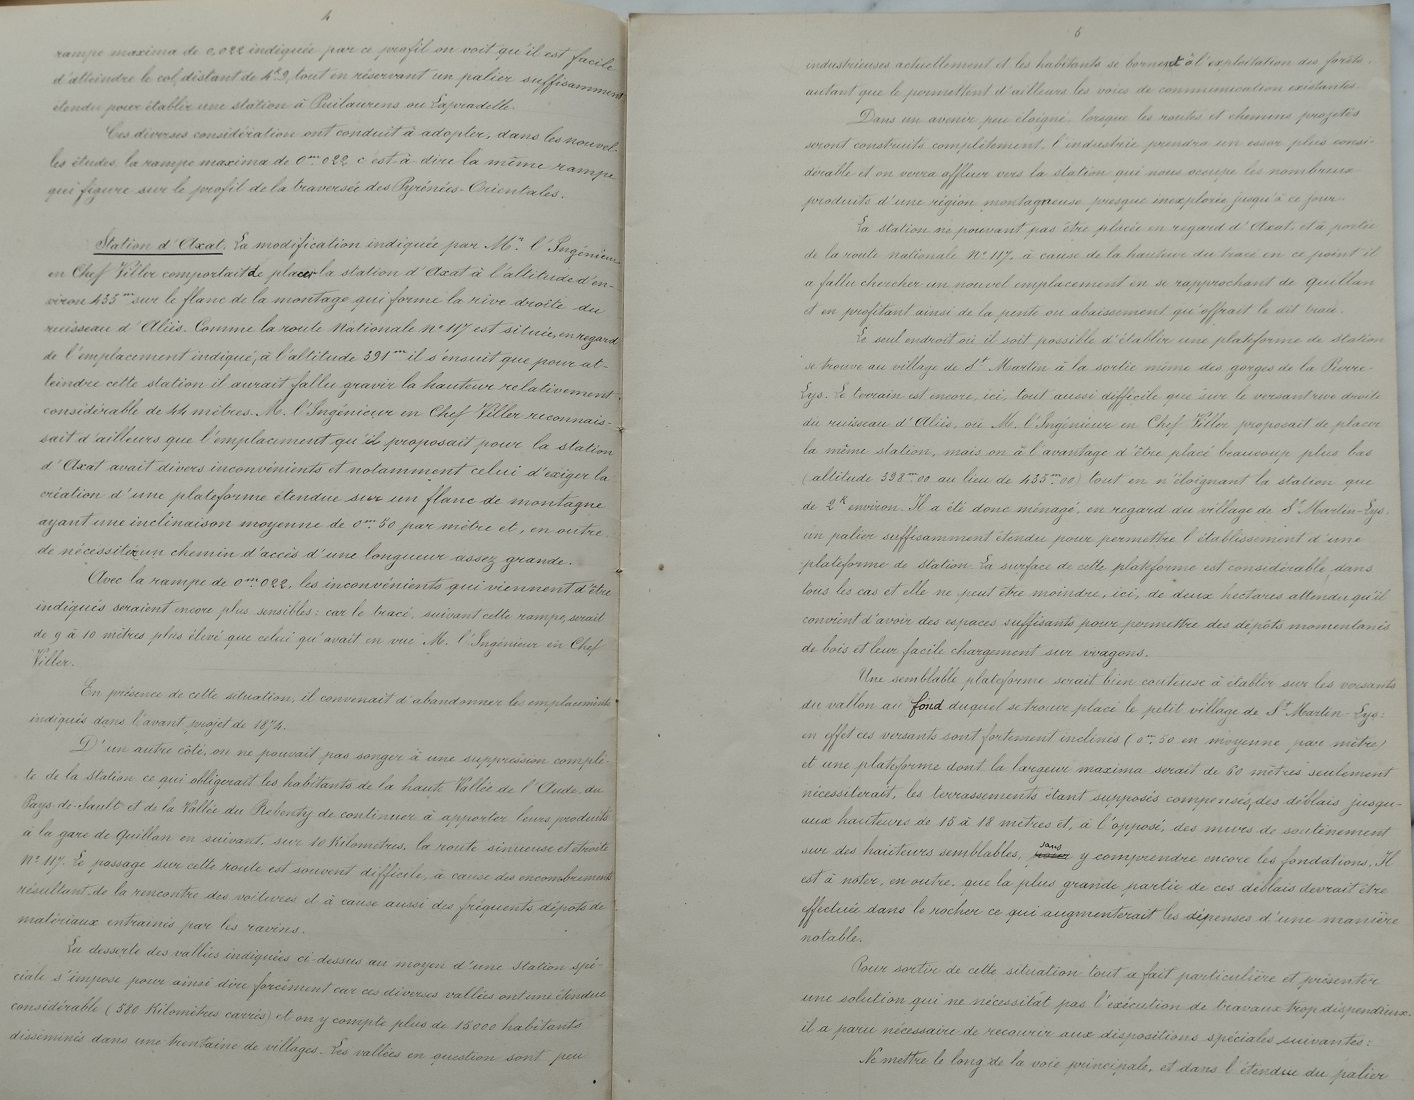 4
rampe maxima de 0,022 indiquée par ce profil on voit qu'il est facile
d'atteindre le col, distant de 4k9, tout en réservant un palier suffisamment
étendu pour établir une station à Puilaurens ou Lapradelle.
Ces diverses considération ont conduit à adopter, dans les nouvel-
les études, la rampe maxima de 0m.022 c'est-à-dire la même rampe
qui figure sur le profil de la traversée des Pyrénées-Orientales.
Station d'Axat. La modification indiquée par Mr. l'Ingénieur
en Chef Viller comportait de placer la station d'Axat à l'altitude d'en-
viron 435m sur le flanc de la montage qui forme la rive droite du
ruisseau d'Aliès. Comme la route Nationale No 117 est située, en regard
de l'emplacement indiqué, à l'altitude 391m il s'ensuit que pour at-
teindre cette station il aurait fallu gravir la hauteur relativement
considérable de 44 mètres. M. l'Ingénieur en Chef Viller reconnais-
sait d'ailleurs que l'emplacement qu'il proposait pour la station
d'Axat avait divers inconvénients et notamment celui d'exiger la
création d'une plateforme étendue sur un flanc de montagne
ayant une inclinaison moyenne de 0m.50 par mètre et, en outre
de nécessiter un chemin d'accès d'une longueur assez grande.
Avec la rampe de 0m.022, les inconvénients qui viennent d'être
indiqués seraient encore plus sensibles: car le tracé, suivant cette rampe, serait
de 9 à 10 mètres plus élevé que celui qu'avait en vue M. l'Ingénieur en Chef
Viller.
En présence de cette situation, il convenait d'abandonner les emplacements
indiqués dans l'avant projet de 1874.
D'un autre côté, on ne pouvait pas songer à une suppression complè-
te de la station ce qui obligerait les habitants de la haute Vallée de l'Aude, du
Pays de Sault et de la Vallée du Rebenty de continuer à apporter leurs produits
à la gare de Quillan en suivant, sur 10 Kilomètres, la route sinueuse et étroite
No 117. Le passage sur cette route est souvent difficile, à cause des encombrements
résultant de la rencontre des voitures et à cause aussi des fréquents dépôts de
matériaux entrainés par les ravins.
La desserte des vallées indiquées ci-dessus au moyen d'une station spé-
ciale s'impose pour ainsi dire forcément car ces diverses vallées ont une étendue
considérable (580 Kilomètres carrés) et on y compte plus de 15000 habitants
disséminés dans une trentaine de villages. Les vallées en question sont peu
5
industrieuses actuellement et les habitants se bornent à l'exploitation des forêts,
autant que le permettent d'ailleurs les voies de communication existantes.
Dans un avenir peu éloigné lorsque les routes et chemins projetés
seront construits complètement, l'industrie prendra un essor plus consi-
dérable et on verra affluer vers la station qui nous occupe les nombreux
produits d'une région montagneuse presque inexplorée jusqu'à ce jour.
La station ne pouvant pas être placée en regard d'Axat, et à portée
de la route nationale No 117, à cause de la hauteur du tracé en ce point il
a fallu chercher un nouvel emplacement en se rapprochant de Quillan
et en profitant ainsi de la pente ou abaissement qu'offrait le dit tracé.
Le seul endroit où il soit possible d'établir une plateforme de station
se trouve au village de St Martin à la sortie même des gorges de la Pierre-
Lys. Le terrain est encore, ici, tout aussi difficile que sur le versant rive droite
du ruisseau d'Aliès, où M. l'Ingénieur en Chef Viller proposait de placer
la même station, mais on à l'avantage d'être placé beaucoup plus bas
(altitude 398m.00 au lieu de 435m.00) tout en n'éloignant la station que
de 2K environ. Il a été donc ménagé, en regard du village de St Martin-Lys,
un palier suffisamment étendu pour permettre l'établissement d'une
plateforme de station. La surface de cette plateforme est considérable, dans
tous les cas et elle ne peut être moindre, ici, de deux hectares attendu qu'il
convient d'avoir des espaces suffisants pour permettre des dépôts momentanés
de bois et leur facile chargement sur wagons.
Une semblable plateforme serait bien couteuse à établir sur les versants
du vallon au fond duquel se trouve placé le petit village de St Martin-Lys:
en effet ces versants sont fortement inclinés (0m.50 en moyenne par mètre)
et une plateforme dont la largeur maxima serait de 60 mètres seulement
nécessiterait, les terrassements étant supposés compensés, des déblais jusqu-
aux hauteurs de 15 à 18 mètres et, à l'opposé, des murs de soutènement
sur des hauteurs semblables, sans y comprendre encore les fondations. Il
est à noter, en outre, que la plus grande partie de ces déblais devrait être
effectuée dans le rocher ce qui augmenterait les dépenses d'une manière
notable.
Pour sortir de cette situation tout a fait particulière et présenter
une solution qui ne nécessitât pas l'exécution de travaux trop dispendieux.
il a paru nécessaire de recourir aux dispositions spéciales suivantes:
Ne mettre le long de la voie principale, et dans l'étendue du palier